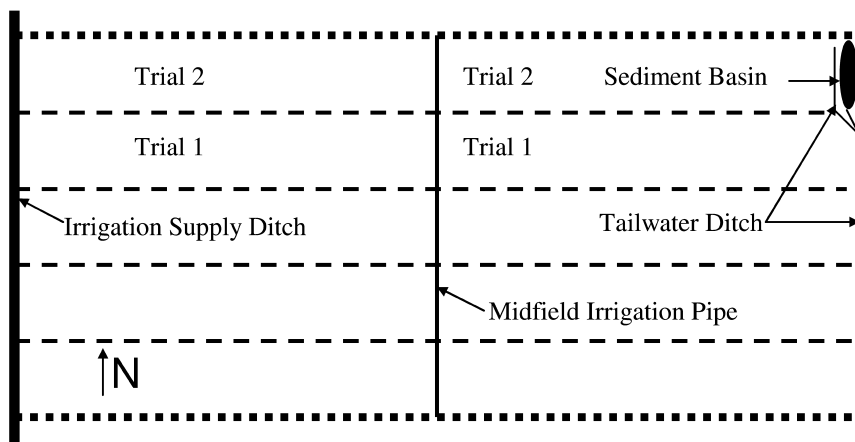 Trial 2
Trial 2
Sediment Basin
Trial 1
Trial 1
Irrigation Supply Ditch
Tailwater Ditch
Midfield Irrigation Pipe
N